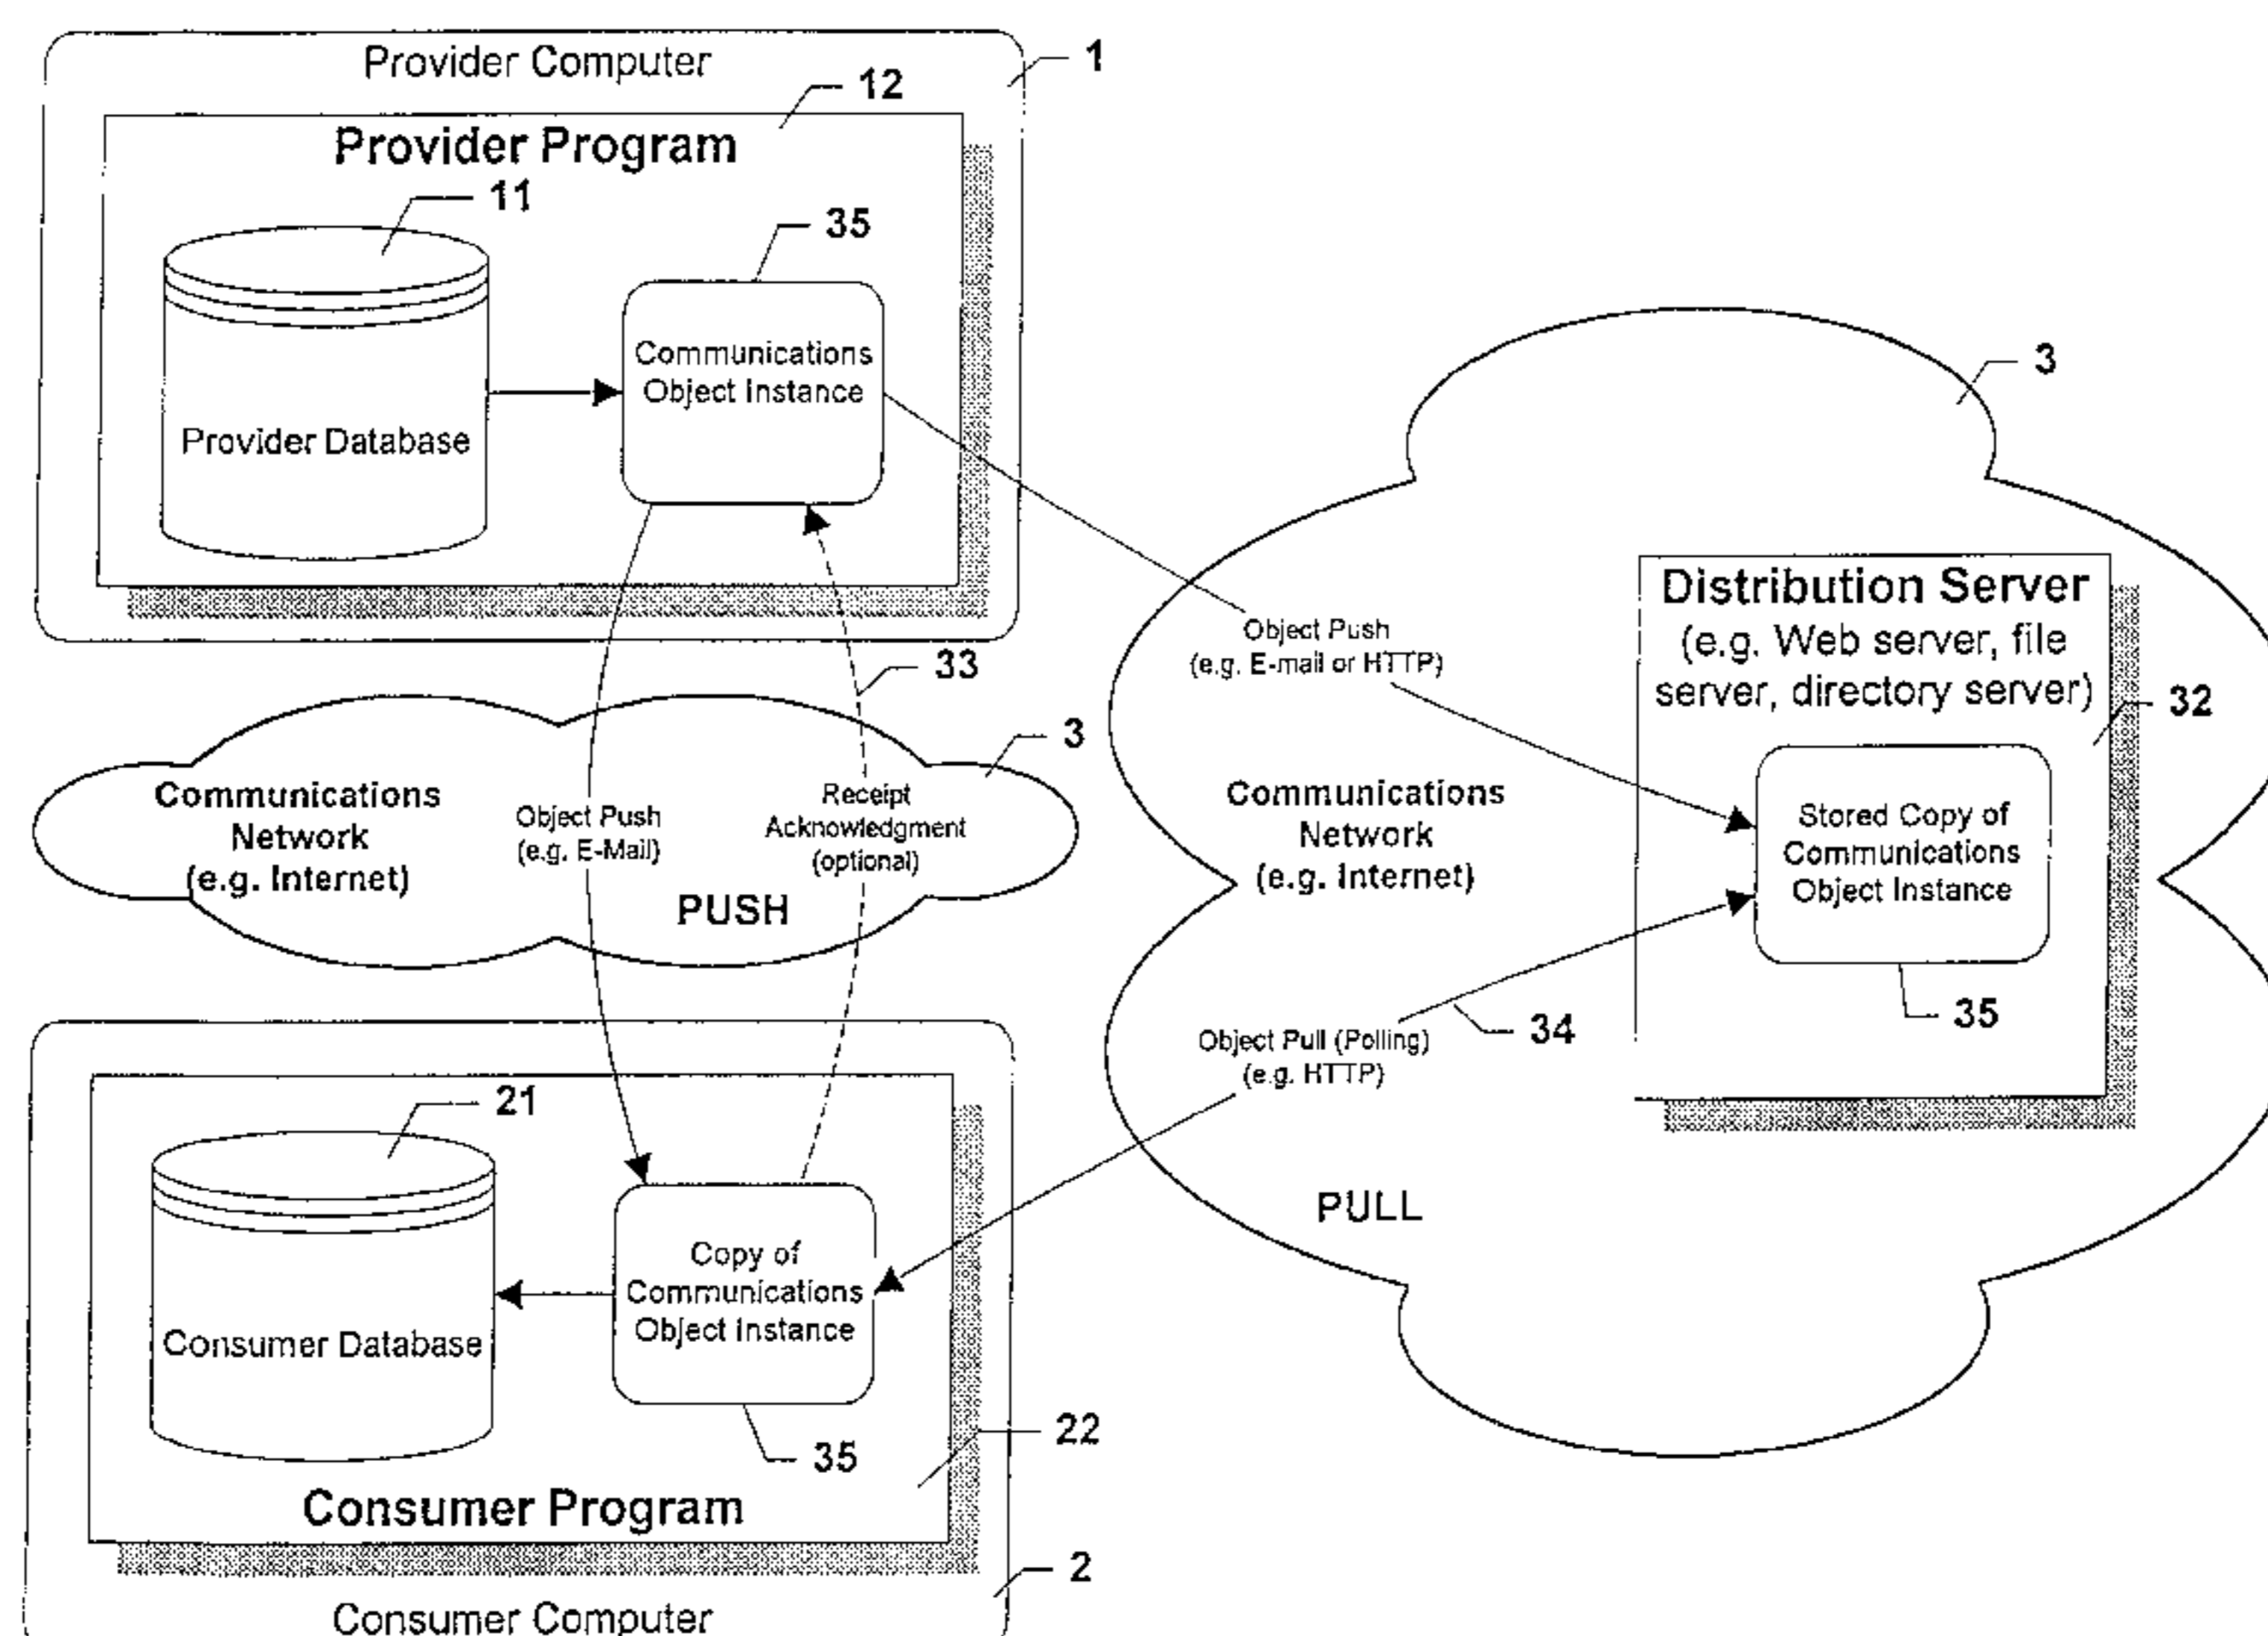 Provider Computer
1
12
Provider Program
11
35
Communications
Object Instance
Provider Database
33
3
Communications
Network
(e.g. Internet)
Object Push
(e.g. E-Mail)
Receipt
Acknowledgment
(optional)
PUSH
21
Copy of
Communications
Object Instance
Consumer Database
35
22
Consumer Program
2
Consumer Computer
3
Distribution Server
(e.g. Web server, file
server, directory server)
32
Object Push
(e.g. E-mail or HTTP)
Communications
Network
(e.g. Internet)
Stored Copy of
Communications
Object Instance
35
34
Object Pull (Polling)
(e.g. HTTP)
PULL